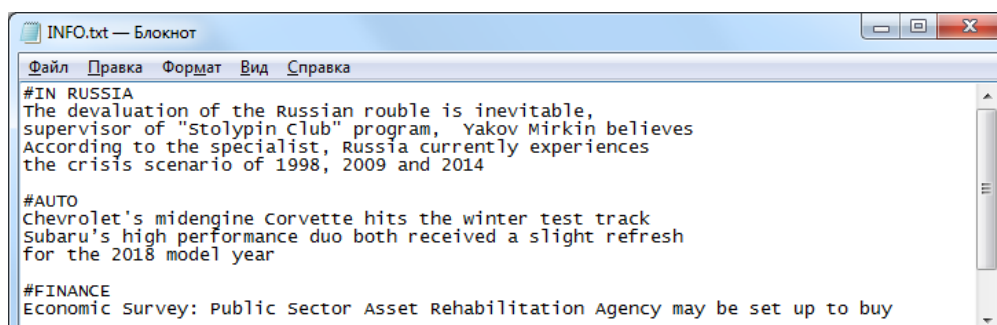 INFO.txt — Блокнот
Файл Правка Формат Вид Справка
#IN RUSSIA
The devaluation of the Russian rouble is inevitable,
supervisor of "Stolypin Club" program,  Yakov Mirkin believes
According to the specialist, Russia currently experiences
the crisis scenario of 1998, 2009 and 2014
#AUTO
Chevrolet's midengine Corvette hits the winter test track
Subaru’s high performance duo both received a slight refresh
for the 2018 model year
#FINANCE
Economic Survey: Public Sector Asset Rehabilitation Agency may be set up to buy